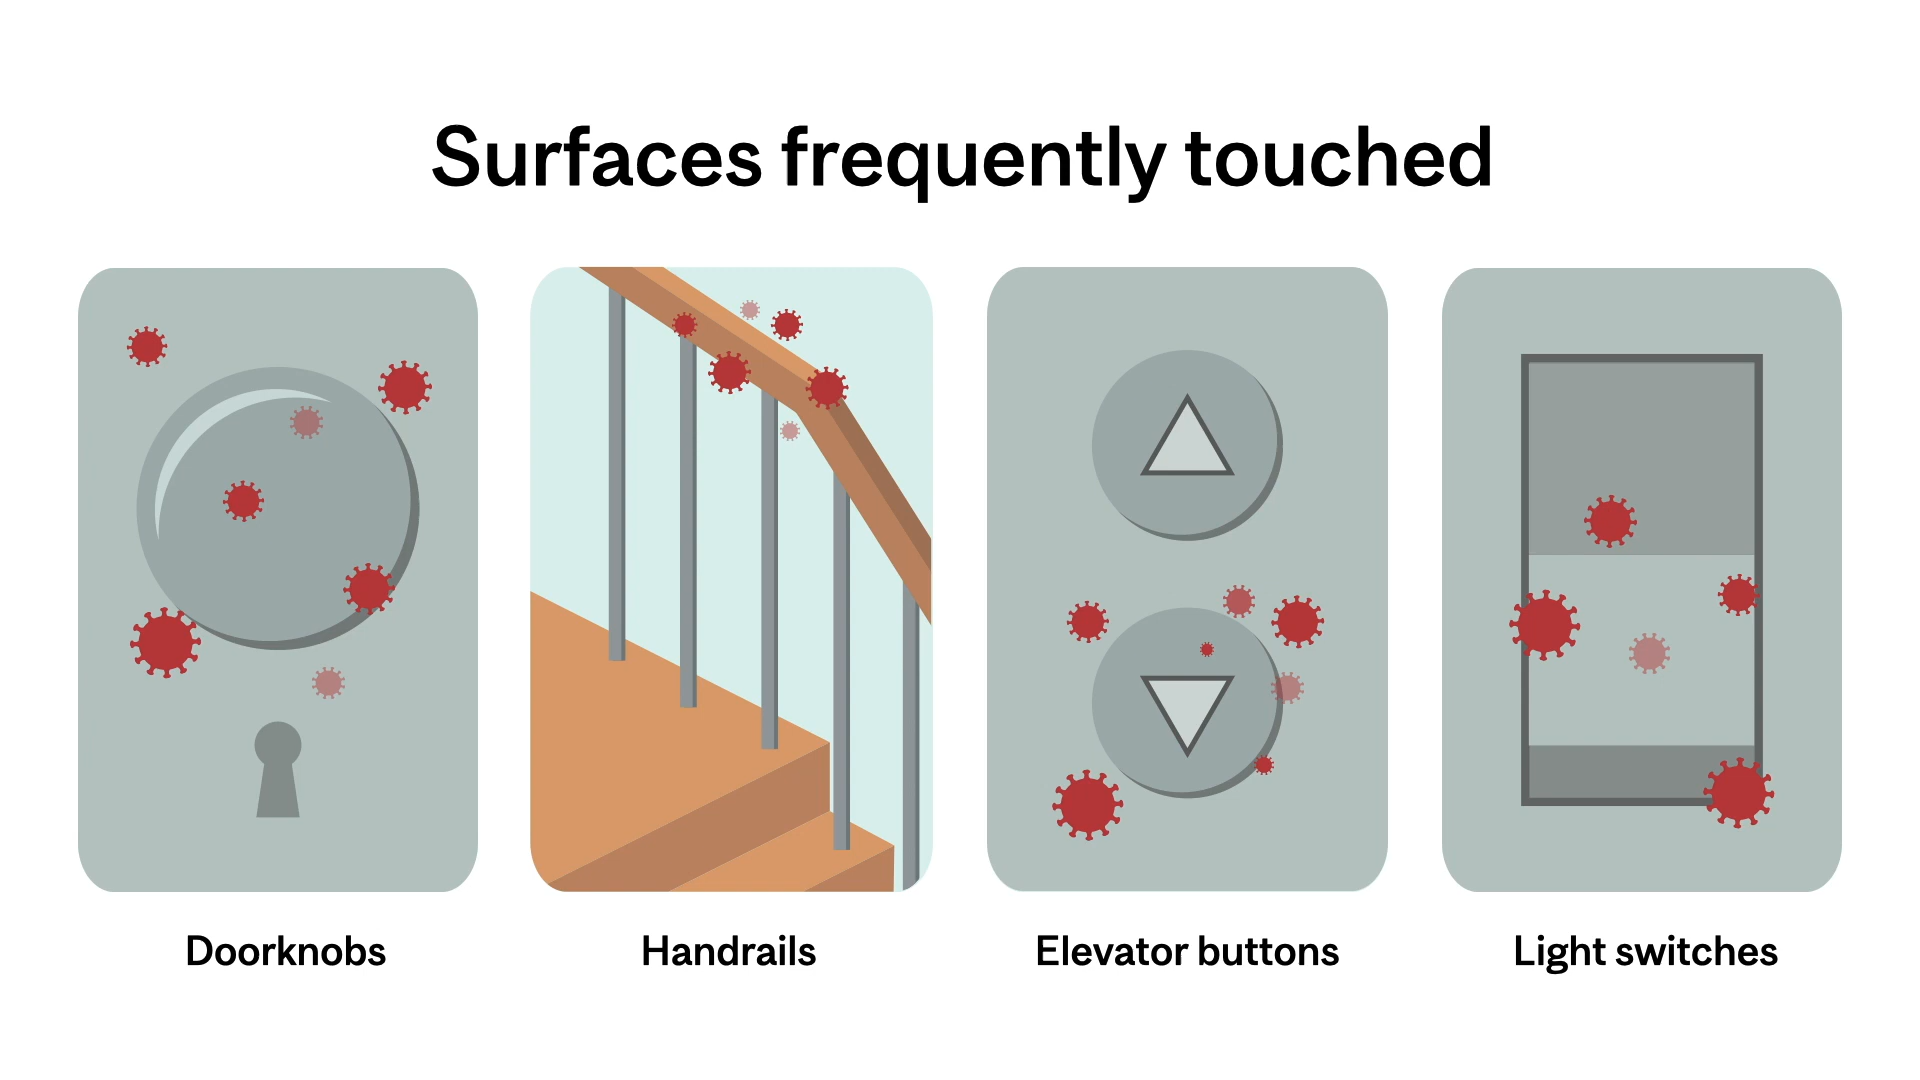 Surfaces frequently touched
Doorknobs
Handrails
Elevator buttons
Light switches